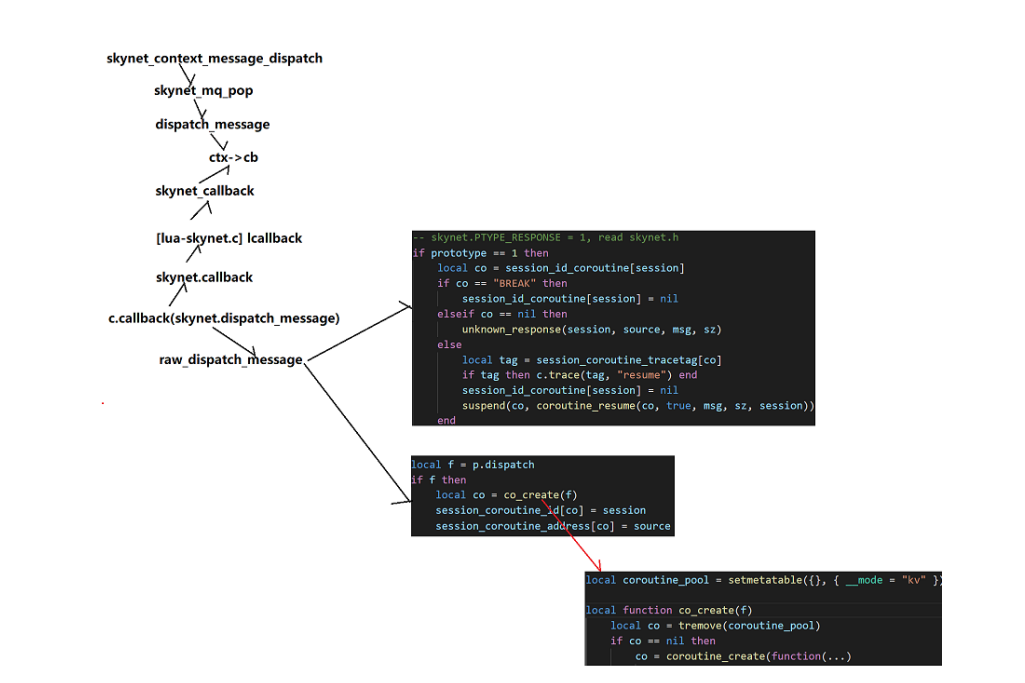 skynet_context_message_dispatch
skynet_mq_pop
dispatch_message
ctx->cb
skynet_callback
[lua-skynet.c] lcallback
skynet.callback
c.callback(skynet.dispatch_message)
raw_dispatch_message
-- skynet.PTYPE_RESPONSE = 1, read skynet.h
if prototype == 1 then
local co = session_id_coroutine[session]
if co == "BREAK" then
session_id_coroutine[session] = nil
elseif co == nil then
unknown_response(session, source, msg, sz)
else
local tag = session_coroutine_tracetag[co]
if tag then c.trace(tag, "resume") end
session_id_coroutine[session] = nil
suspend(co, coroutine_resume(co, true, msg, sz, session))
end
local f = p.dispatch
if f then
local co = co_create(f)
session_coroutine_id[co] = session
session_coroutine_address[co] = source
local coroutine_pool = setmetatable({}, { __mode = "kv" })
local function co_create(f)
local co = tremove(coroutine_pool)
if co == nil then
co = coroutine_create(function(...)